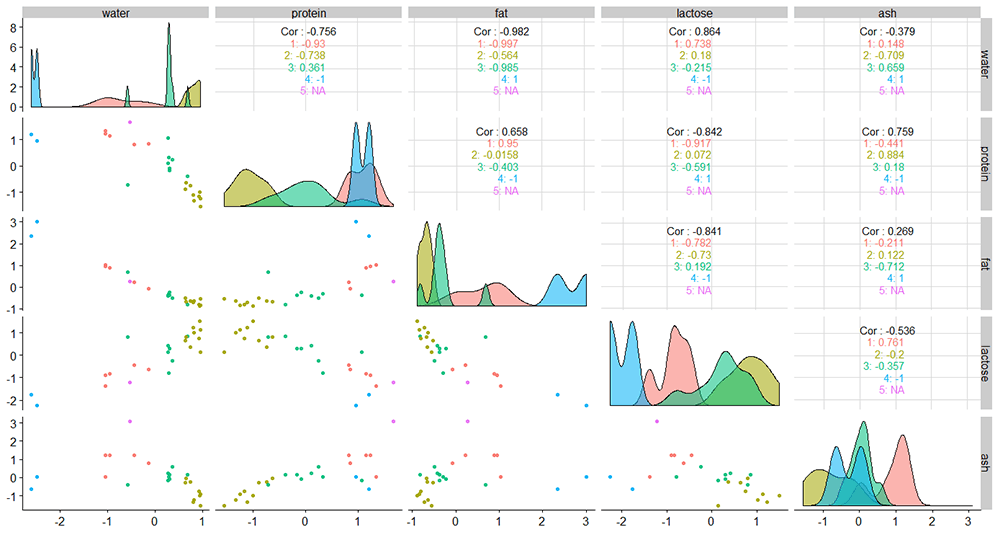 water protein fat lactose ash
8
6
4
2
0
Cor : -0.756
1: -0.93
2: -0.738
3: 0.361
4: -1
5: NA
Cor : -0.982
1: -0.997
2: -0.564
3: -0.985
4: 1
5: NA
Cor : 0.864
1: 0.738
2: 0.18
3: -0.215
4: -1
5: NA
Cor : -0.379
1: 0.148
2: -0.709
3: 0.659
4: 1
5: NA
water
1
0
-1
Cor : 0.658
1: 0.95
2: -0.0158
3: -0.403
4: -1
5: NA
Cor : -0.842
1: -0.917
2: 0.072
3: -0.591
4: 1
5: NA
Cor : 0.759
1: -0.441
2: 0.884
3: 0.18
4: -1
5: NA
protein
3
2
1
0
-1
Cor : -0.841
1: -0.782
2: -0.73
3: 0.192
4: -1
5: NA
Cor : 0.269
1: -0.211
2: 0.122
3: -0.712
4: 1
5: NA
fat
1
0
-1
-2
Cor : -0.536
1: 0.761
2: -0.2
3: -0.357
4: -1
5: NA
lactose
3
2
1
0
-1
ash
-2 -1 0 1 -1 0 1 0 1 2 3 -2 -1 0 1 -1 0 1 2 3